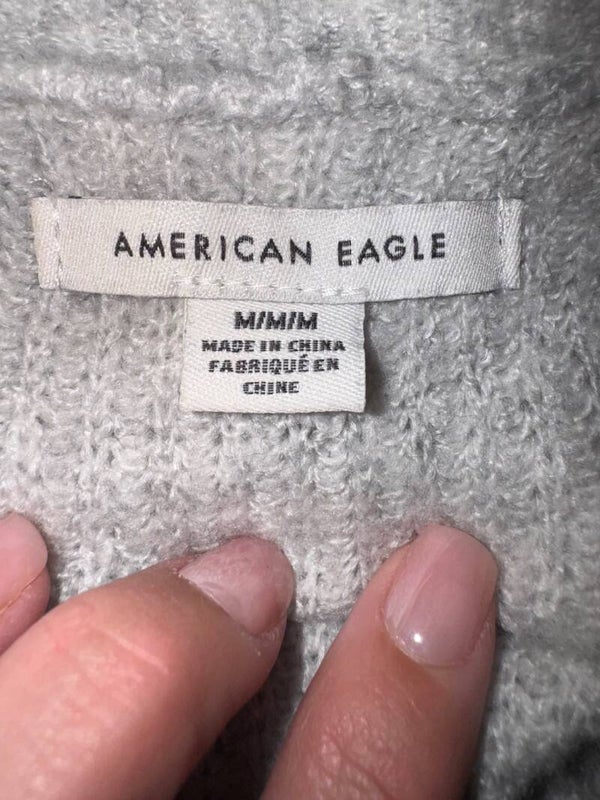 AMERICAN EAGLE
M/M/M
MADE IN CHINA
FABRIQUÉ EN
CHINE